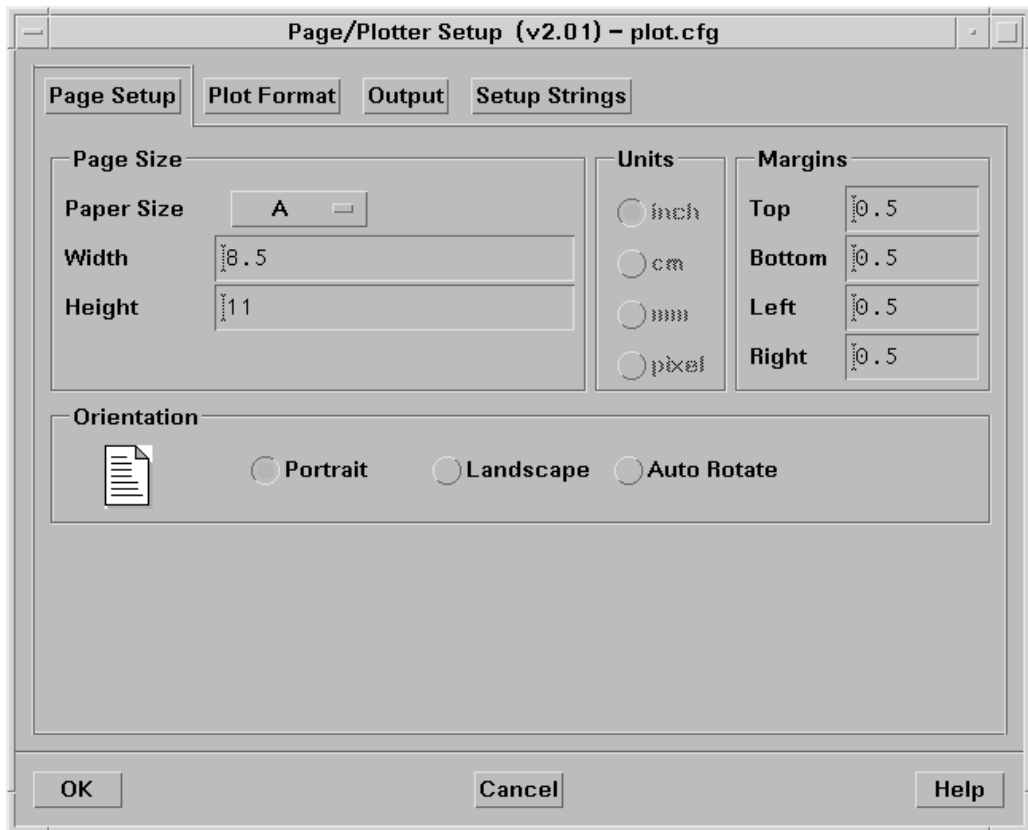 Page/Plotter Setup (v2.01) – plot.cfg
Page Setup Plot Format Output Setup Strings
Page Size
Paper Size A
Width 8.5
Height 11
Units
inch
cm
mm
pixel
Margins
Top 0.5
Bottom 0.5
Left 0.5
Right 0.5
Orientation
Portrait Landscape Auto Rotate
OK Cancel Help